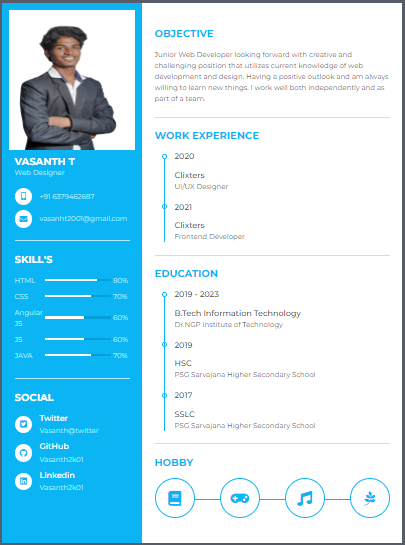 VASANTH T
Web Designer
+91 6379462687
vasanht2001@gmail.com
SKILL'S
HTML 80%
CSS 70%
Angular
JS 60%
JS 60%
JAVA 70%
SOCIAL
Twitter
Vasanth@twitter
GitHub
Vasanth2k01
Linkedin
Vasanth2k01
OBJECTIVE
Junior Web Developer looking forward with creative and
challenging position that utilizes current knowledge of web
development and design. Having a positive outlook and am always
willing to learn new things. I work well both independently and as
part of a team.
WORK EXPERIENCE
2020
Clixters
UI/UX Designer
2021
Clixters
Frontend Developer
EDUCATION
2019 - 2023
B.Tech Information Technology
Dr.NGP Institute of Technology
2019
HSC
PSG Sarvajana Higher Secondary School
2017
SSLC
PSG Sarvajana Higher Secondary School
HOBBY